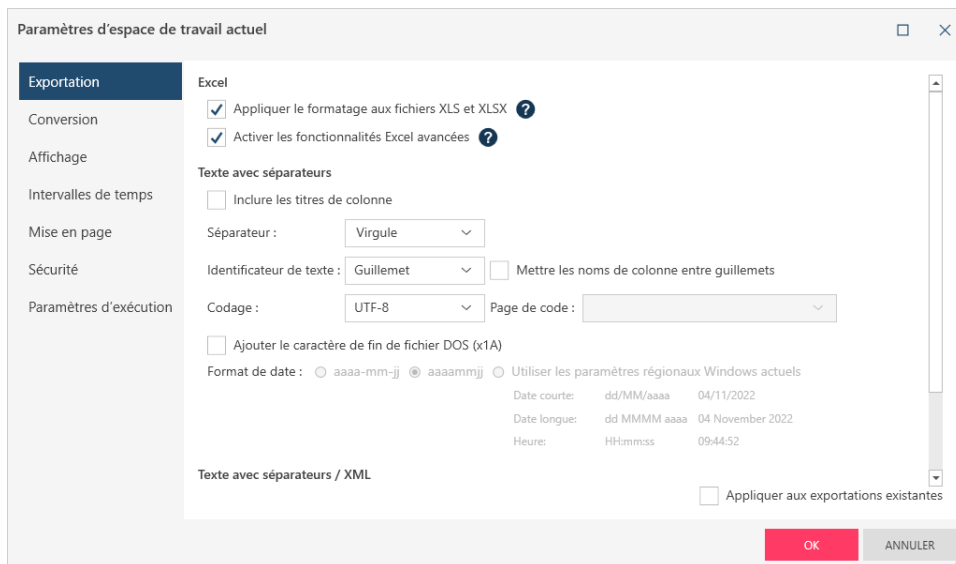 Paramètres d'espace de travail actuel
Exportation
Conversion
Affichage
Intervalles de temps
Mise en page
Sécurité
Paramètres d'exécution
Excel
Appliquer le formatage aux fichiers XLS et XLSX ?
Activer les fonctionnalités Excel avancées ?
Texte avec séparateurs
Inclure les titres de colonne
Séparateur : Virgule
Identificateur de texte : Guillemet Mettre les noms de colonne entre guillemets
Codage : UTF-8 Page de code :
Ajouter le caractère de fin de fichier DOS (x1A)
Format de date : aaaa-mm-jj aaaammjj Utiliser les paramètres régionaux Windows actuels
Date courte: dd/MM/aaaa 04/11/2022
Date longue: dd MMMM aaaa 04 November 2022
Heure: HH:mm:ss 09:44:52
Texte avec séparateurs / XML
Appliquer aux exportations existantes
OK ANNULER